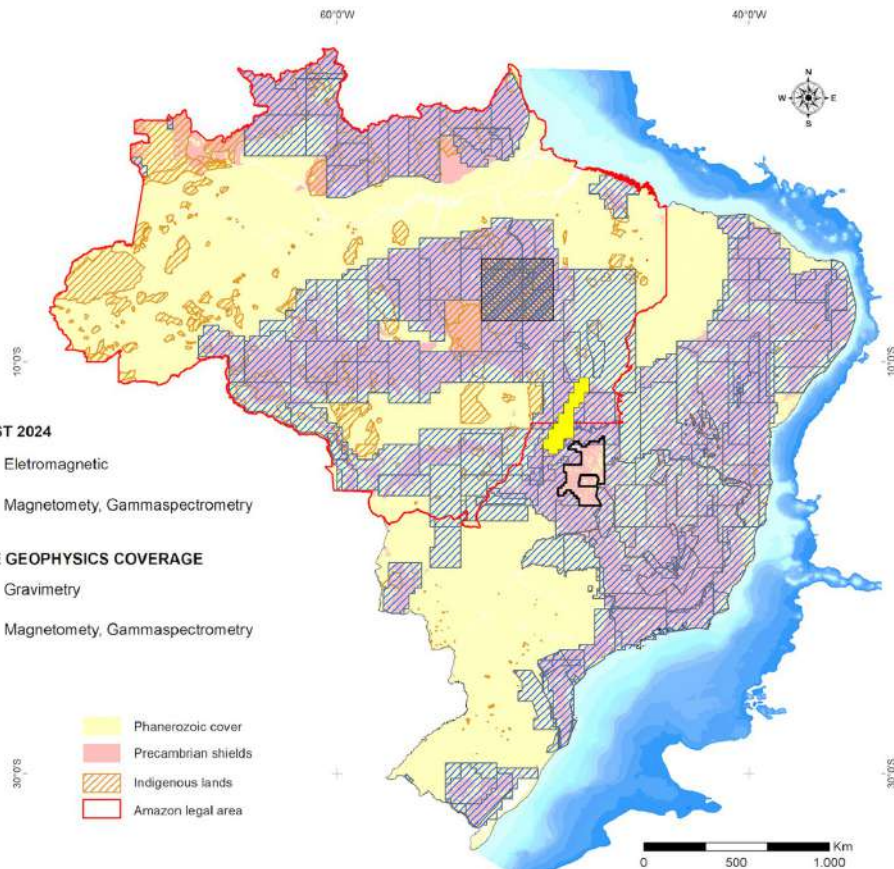 60°0'W
40°0'W
N
W
E
S
10°0'S
10°0'S
ST 2024
Eletromagnetic
Magnetomety, Gammaspectrometry
E GEOPHYSICS COVERAGE
Gravimetry
Magnetomety, Gammaspectrometry
Phanerozoic cover
Precambrian shields
30°0'S
30°0'S
Indigenous lands
Amazon legal area
Km
0
500
1.000